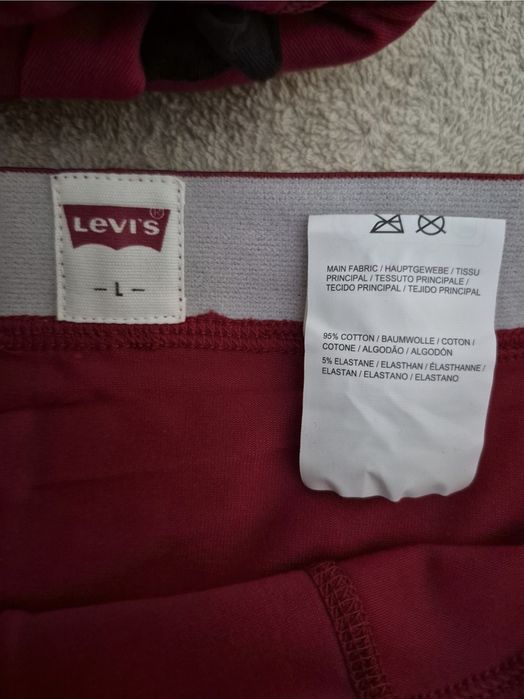 LEVI'S®
- L -
MAIN FABRIC / HAUPTGEWEBE / TISSU
PRINCIPAL / TESSUTO PRINCIPALE /
TECIDO PRINCIPAL / TEJIDO PRINCIPAL
95% COTTON / BAUMWOLLE / COTON /
COTONE / ALGODÃO / ALGODÓN
5% ELASTANE / ELASTHAN / ÉLASTHANNE /
ELASTAN / ELASTANO / ELASTANO